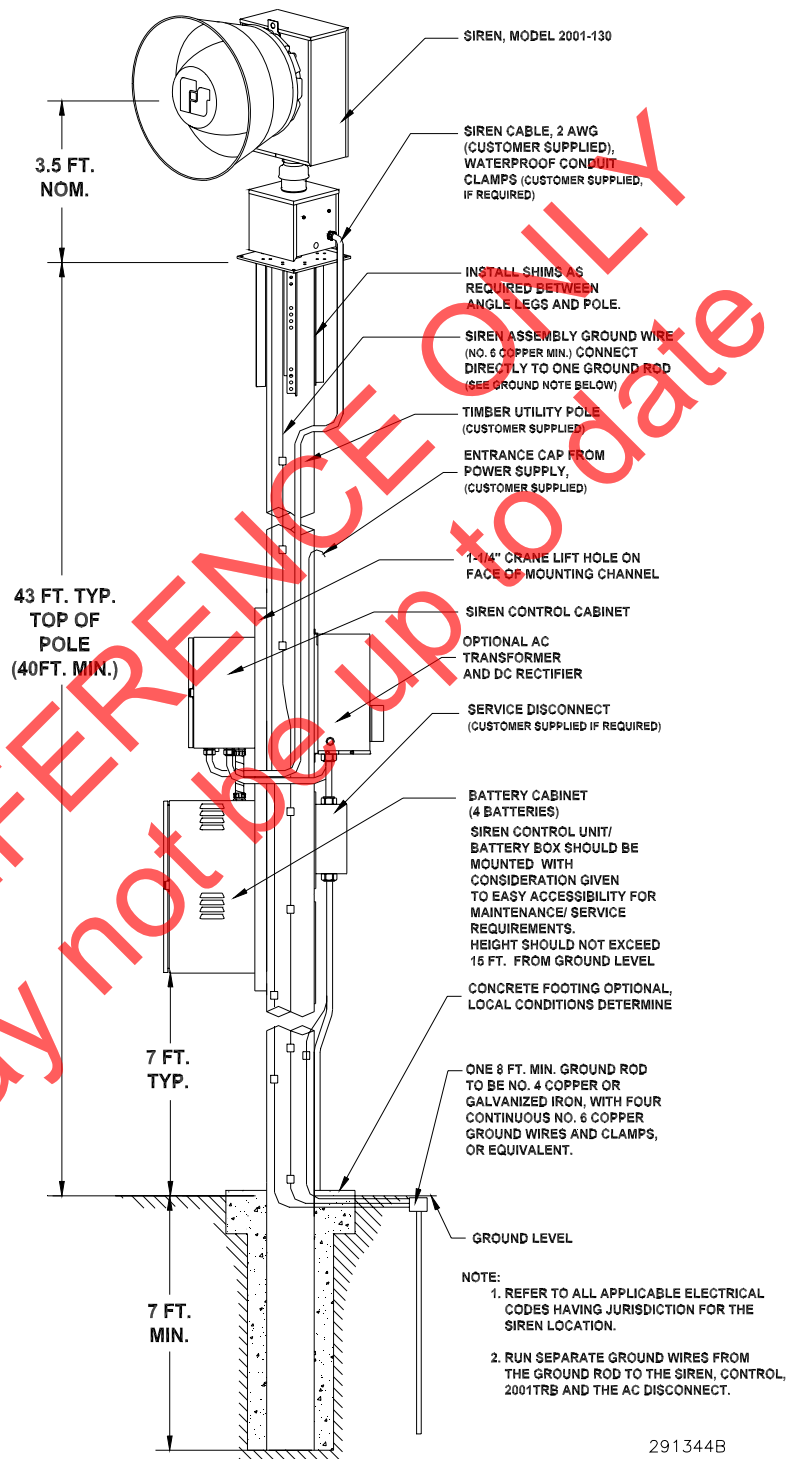 SIREN, MODEL 2001-130
SIREN CABLE, 2 AWG
(CUSTOMER SUPPLIED),
WATERPROOF CONDUIT
CLAMPS (CUSTOMER SUPPLIED,
IF REQUIRED)
3.5 FT.
NOM.
INSTALL SHIMS AS
REQUIRED BETWEEN
ANGLE LEGS AND POLE.
SIREN ASSEMBLY GROUND WIRE
(NO. 6 COPPER MIN.) CONNECT
DIRECTLY TO ONE GROUND ROD
(SEE GROUND NOTE BELOW)
TIMBER UTILITY POLE
(CUSTOMER SUPPLIED)
ENTRANCE CAP FROM
POWER SUPPLY,
(CUSTOMER SUPPLIED)
1-1/4" CRANE LIFT HOLE ON
FACE OF MOUNTING CHANNEL
43 FT. TYP.
TOP OF
POLE
(40FT. MIN.)
SIREN CONTROL CABINET
OPTIONAL AC
TRANSFORMER
AND DC RECTIFIER
SERVICE DISCONNECT
(CUSTOMER SUPPLIED IF REQUIRED)
BATTERY CABINET
(4 BATTERIES)
SIREN CONTROL UNIT/
BATTERY BOX SHOULD BE
MOUNTED WITH
CONSIDERATION GIVEN
TO EASY ACCESSIBILITY FOR
MAINTENANCE/ SERVICE
REQUIREMENTS.
HEIGHT SHOULD NOT EXCEED
15 FT. FROM GROUND LEVEL
CONCRETE FOOTING OPTIONAL,
LOCAL CONDITIONS DETERMINE
7 FT.
TYP.
ONE 8 FT. MIN. GROUND ROD
TO BE NO. 4 COPPER OR
GALVANIZED IRON, WITH FOUR
CONTINUOUS NO. 6 COPPER
GROUND WIRES AND CLAMPS,
OR EQUIVALENT.
GROUND LEVEL
7 FT.
MIN.
NOTE:
1. REFER TO ALL APPLICABLE ELECTRICAL
CODES HAVING JURISDICTION FOR THE
SIREN LOCATION.
2. RUN SEPARATE GROUND WIRES FROM
THE GROUND ROD TO THE SIREN, CONTROL,
2001TRB AND THE AC DISCONNECT.
291344B
FERENCE ONLY
ay not be up to date